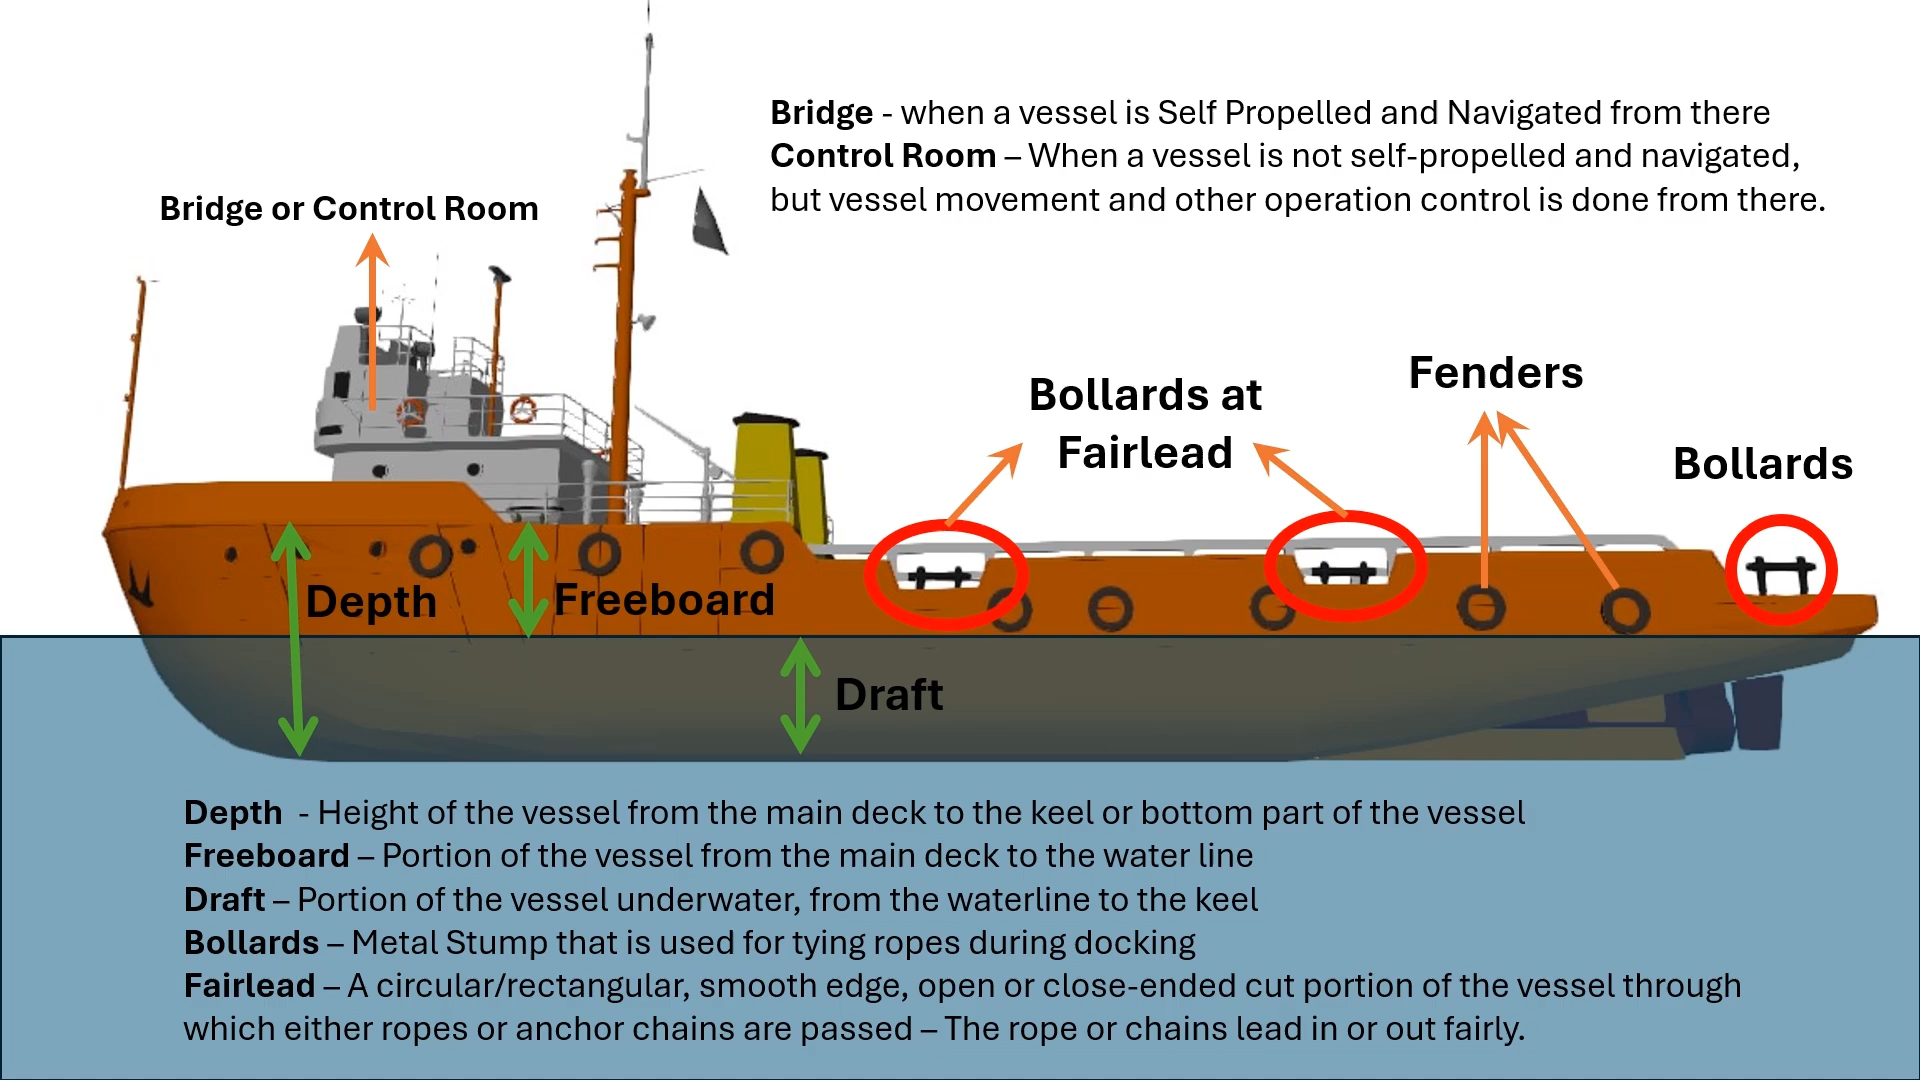 Bridge - when a vessel is Self Propelled and Navigated from there
Control Room – When a vessel is not self-propelled and navigated,
but vessel movement and other operation control is done from there.
Bridge or Control Room
Bollards at
Fairlead
Fenders
Bollards
Depth
Freeboard
Draft
Depth - Height of the vessel from the main deck to the keel or bottom part of the vessel
Freeboard – Portion of the vessel from the main deck to the water line
Draft – Portion of the vessel underwater, from the waterline to the keel
Bollards – Metal Stump that is used for tying ropes during docking
Fairlead – A circular/rectangular, smooth edge, open or close-ended cut portion of the vessel through
which either ropes or anchor chains are passed – The rope or chains lead in or out fairly.